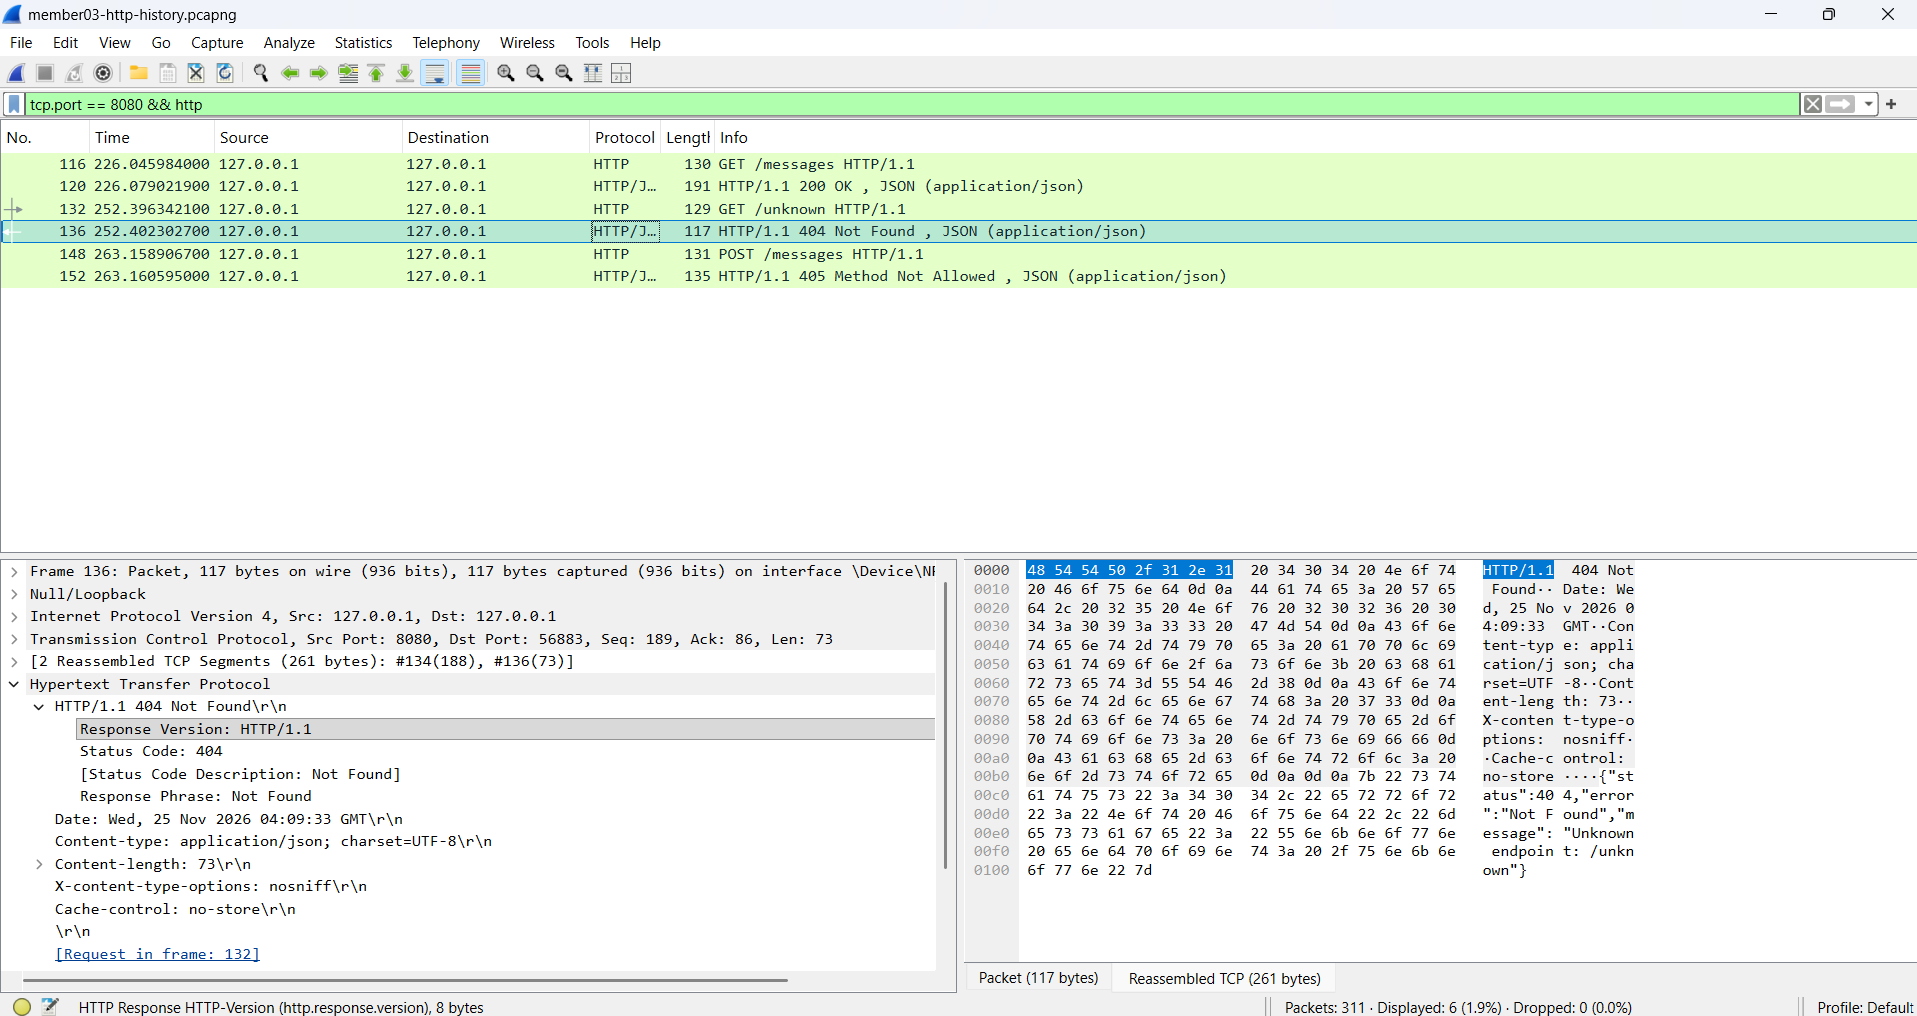 member03-http-history.pcapng
File Edit View Go Capture Analyze Statistics Telephony Wireless Tools Help
tcp.port == 8080 && http
No. Time Source Destination Protocol Length Info
116 226.045984000 127.0.0.1 127.0.0.1 HTTP 130 GET /messages HTTP/1.1
120 226.079021900 127.0.0.1 127.0.0.1 HTTP/J… 191 HTTP/1.1 200 OK , JSON (application/json)
132 252.396342100 127.0.0.1 127.0.0.1 HTTP 129 GET /unknown HTTP/1.1
136 252.402302700 127.0.0.1 127.0.0.1 HTTP/J… 117 HTTP/1.1 404 Not Found , JSON (application/json)
148 263.158906700 127.0.0.1 127.0.0.1 HTTP 131 POST /messages HTTP/1.1
152 263.160595000 127.0.0.1 127.0.0.1 HTTP/J… 135 HTTP/1.1 405 Method Not Allowed , JSON (application/json)
Frame 136: Packet, 117 bytes on wire (936 bits), 117 bytes captured (936 bits) on interface \Device\NF
Null/Loopback
Internet Protocol Version 4, Src: 127.0.0.1, Dst: 127.0.0.1
Transmission Control Protocol, Src Port: 8080, Dst Port: 56883, Seq: 189, Ack: 86, Len: 73
[2 Reassembled TCP Segments (261 bytes): #134(188), #136(73)]
Hypertext Transfer Protocol
HTTP/1.1 404 Not Found\r\n
Response Version: HTTP/1.1
Status Code: 404
[Status Code Description: Not Found]
Response Phrase: Not Found
Date: Wed, 25 Nov 2026 04:09:33 GMT\r\n
Content-type: application/json; charset=UTF-8\r\n
Content-length: 73\r\n
X-content-type-options: nosniff\r\n
Cache-control: no-store\r\n
\r\n
[Request in frame: 132]
0000 48 54 54 50 2f 31 2e 31 20 34 30 34 20 4e 6f 74 HTTP/1.1 404 Not
0010 20 46 6f 75 6e 64 0d 0a 44 61 74 65 3a 20 57 65 Found·· Date: We
0020 64 2c 20 32 35 20 4e 6f 76 20 32 30 32 36 20 30 d, 25 No v 2026 0
0030 34 3a 30 39 3a 33 33 20 47 4d 54 0d 0a 43 6f 6e 4:09:33 GMT··Con
0040 74 65 6e 74 2d 74 79 70 65 3a 20 61 70 70 6c 69 tent-typ e: appli
0050 63 61 74 69 6f 6e 2f 6a 73 6f 6e 3b 20 63 68 61 cation/j son; cha
0060 72 73 65 74 3d 55 54 46 2d 38 0d 0a 43 6f 6e 74 rset=UTF -8··Cont
0070 65 6e 74 2d 6c 65 6e 67 74 68 3a 20 37 33 0d 0a ent-leng th: 73··
0080 58 2d 63 6f 6e 74 65 6e 74 2d 74 79 70 65 2d 6f X-conten t-type-o
0090 70 74 69 6f 6e 73 3a 20 6e 6f 73 6e 69 66 66 0d ptions: nosniff·
00a0 0a 43 61 63 68 65 2d 63 6f 6e 74 72 6f 6c 3a 20 ·Cache-c ontrol:
00b0 6e 6f 2d 73 74 6f 72 65 0d 0a 0d 0a 7b 22 73 74 no-store ····{"st
00c0 61 74 75 73 22 3a 34 30 34 2c 22 65 72 72 6f 72 atus":40 4,"error
00d0 22 3a 22 4e 6f 74 20 46 6f 75 6e 64 22 2c 22 6d ":"Not F ound","m
00e0 65 73 73 61 67 65 22 3a 22 55 6e 6b 6e 6f 77 6e essage": "Unknown
00f0 20 65 6e 64 70 6f 69 6e 74 3a 20 2f 75 6e 6b 6e endpoin t: /unkn
0100 6f 77 6e 22 7d own"}
Packet (117 bytes) Reassembled TCP (261 bytes)
HTTP Response HTTP-Version (http.response.version), 8 bytes Packets: 311 · Displayed: 6 (1.9%) · Dropped: 0 (0.0%) Profile: Default